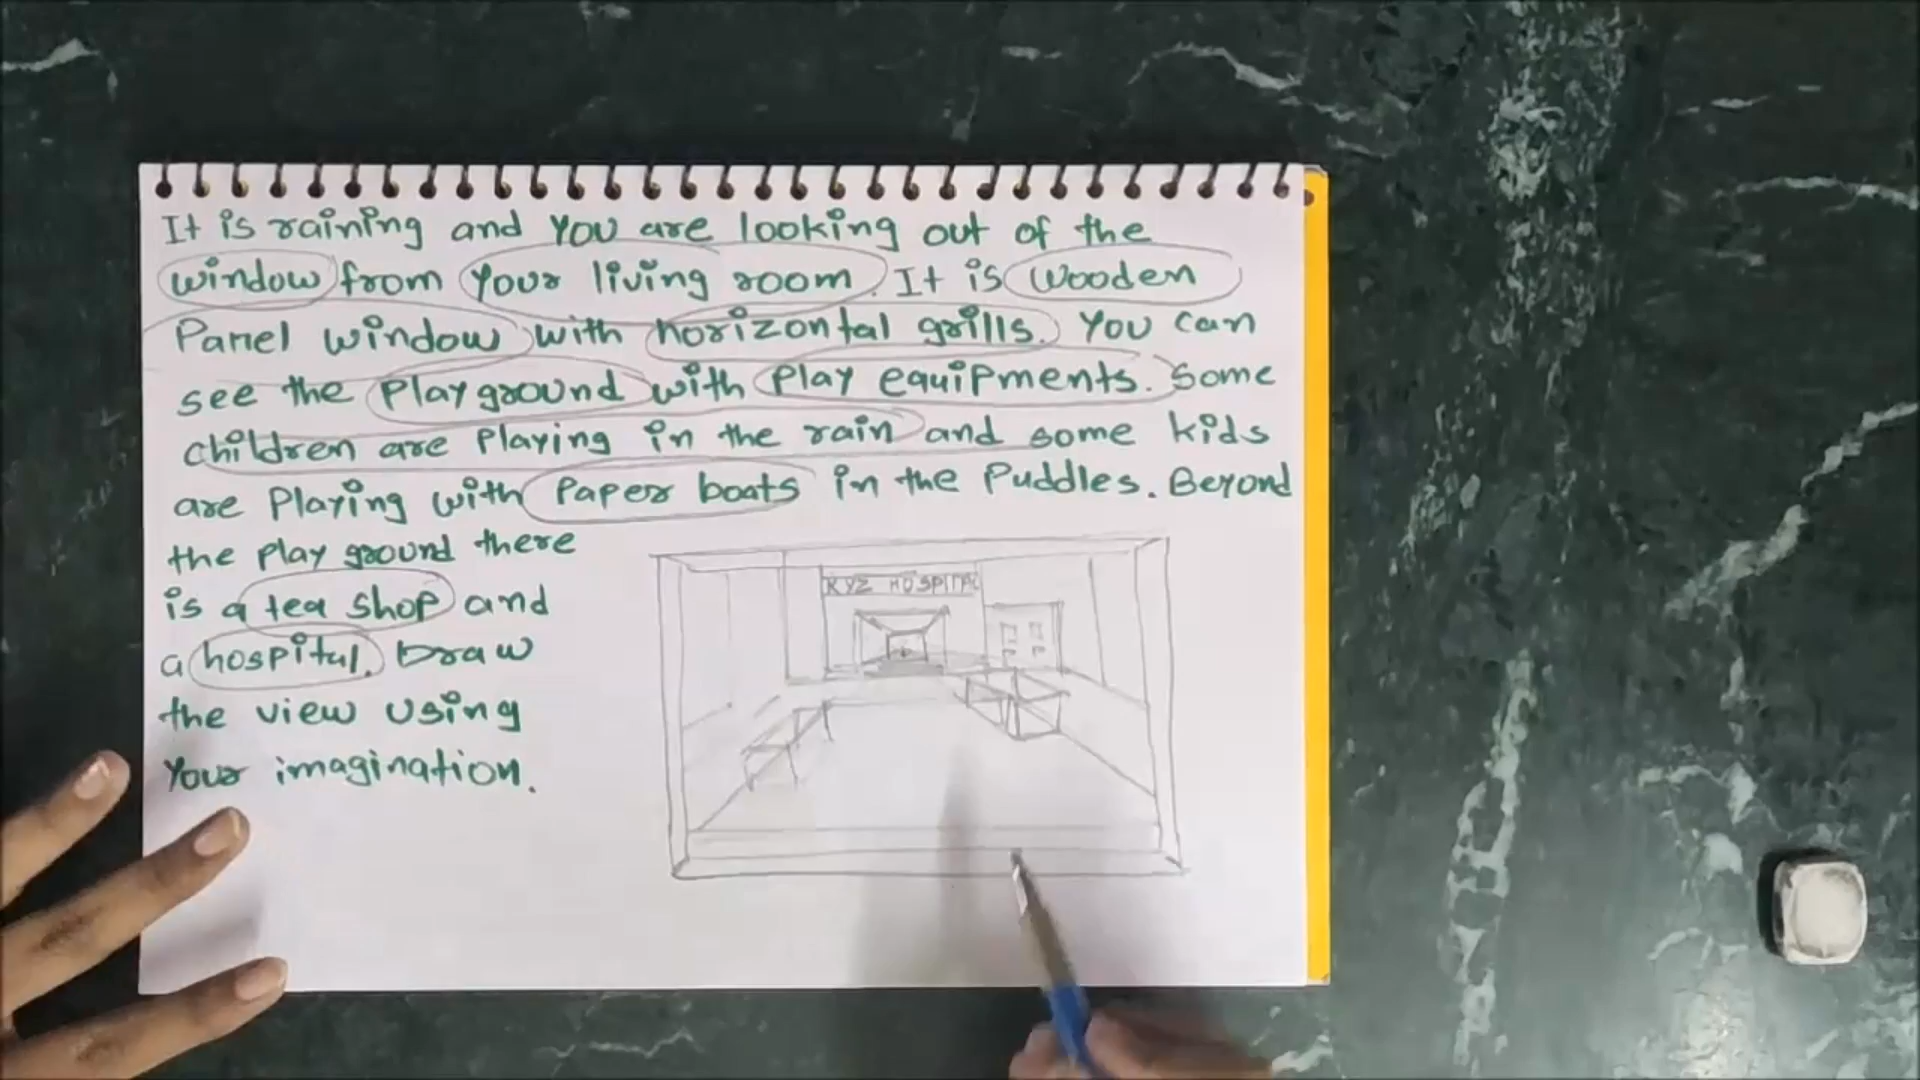 It is raining and you are looking out of the
window from your living room. It is wooden
Panel window with horizontal grills. You can
see the Playground with Play equipments. Some
children are Playing in the rain and some kids
are Playing with Paper boats in the Puddles. Beyond
the Play ground there
is a tea shop and
a hospital. Draw
the view using
Your imagination.
XYZ HOSPITAL